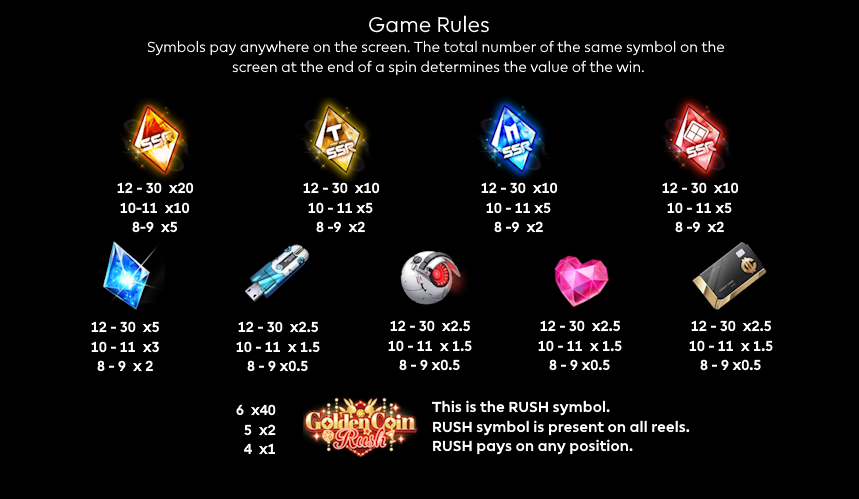 Game Rules
Symbols pay anywhere on the screen. The total number of the same symbol on the
screen at the end of a spin determines the value of the win.
SSR
T SSR
M SSR
SSR
12 - 30 x20
12 - 30 x10
12 - 30 x10
12 - 30 x10
10-11 x10
10 - 11 x5
10 - 11 x5
10 - 11 x5
8-9 x5
8 -9 x2
8 -9 x2
8 -9 x2
12 - 30 x5
12 - 30 x2.5
12 - 30 x2.5
12 - 30 x2.5
12 - 30 x2.5
10 - 11 x3
10 - 11 x 1.5
10 - 11 x 1.5
10 - 11 x 1.5
10 - 11 x 1.5
8 - 9 x 2
8 - 9 x0.5
8 - 9 x0.5
8 - 9 x0.5
8 - 9 x0.5
6 x40
5 x2
4 x1
Golden Coin
Rush
This is the RUSH symbol.
RUSH symbol is present on all reels.
RUSH pays on any position.